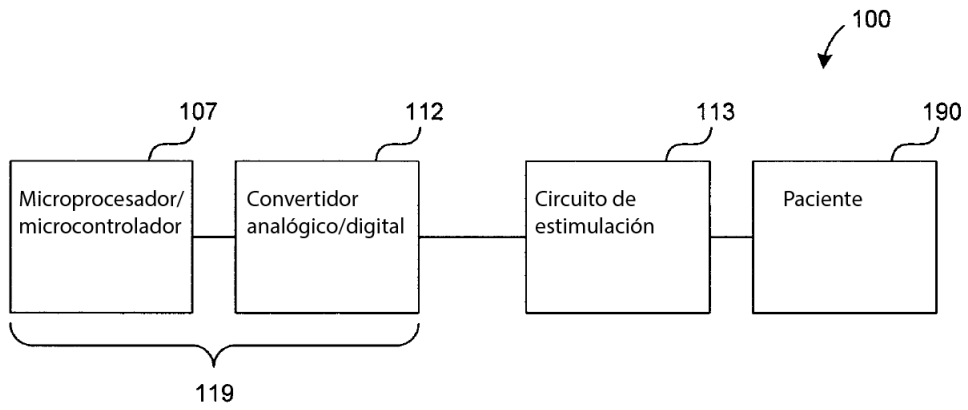 100
107
112
113
190
Microprocesador/
microcontrolador
Convertidor
analógico/digital
Circuito de
estimulación
Paciente
119